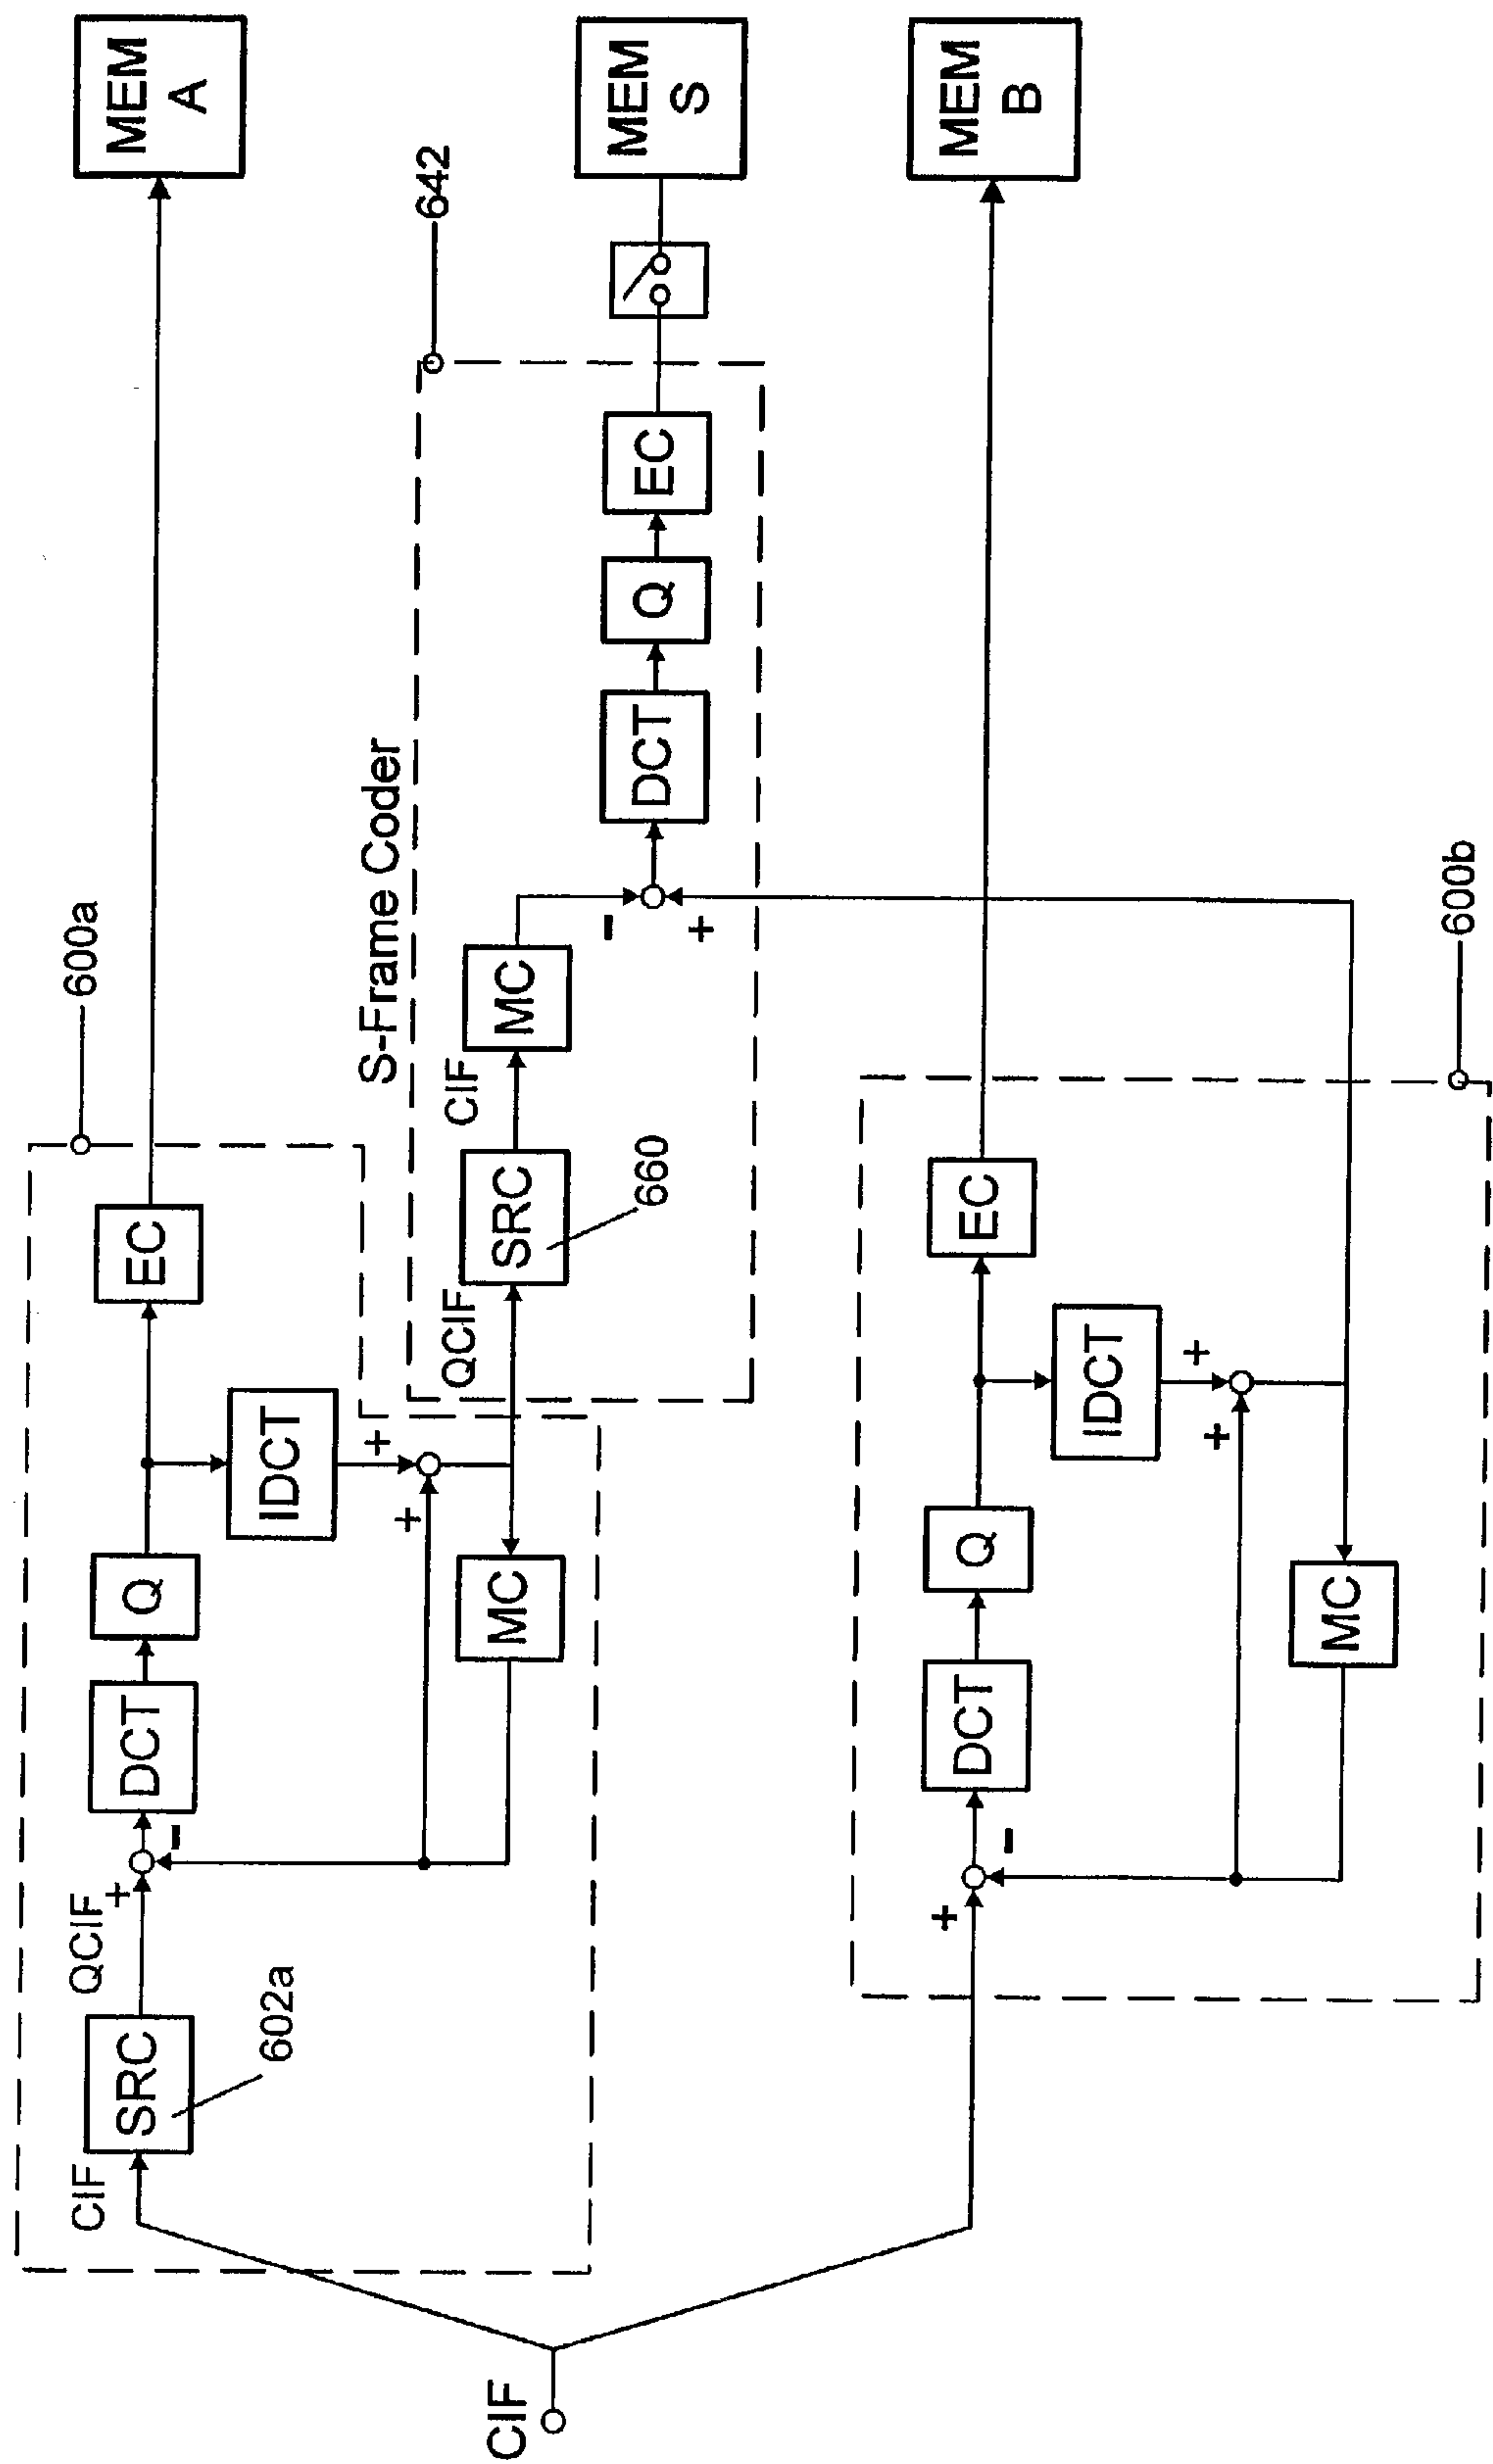 600a
CIF
SRC
602a
QCIF
+
-
DCT
Q
EC
IDCT
+
+
MC
MEM
A
S-Frame Coder
642
QCIF
SRC
660
CIF
MC
-
+
DCT
Q
EC
MEM
S
CIF
600b
+
-
DCT
Q
EC
IDCT
+
+
MC
MEM
B